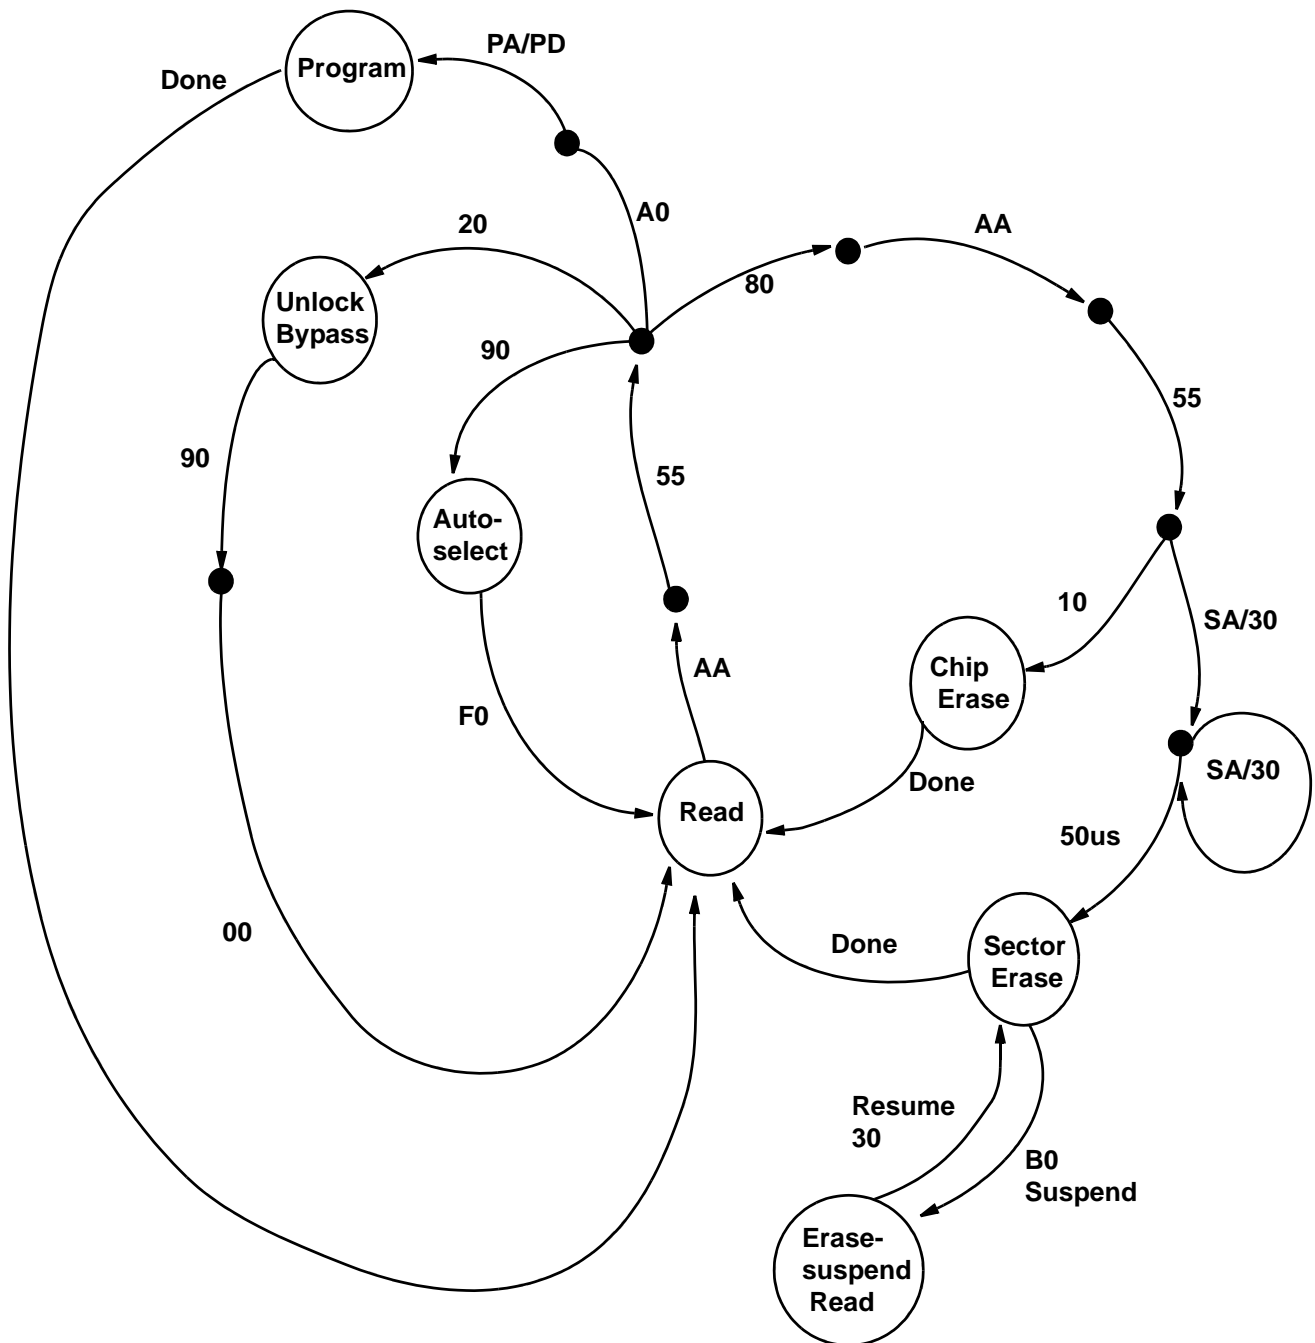 PA/PD
Program
Done
A0
20
AA
80
Unlock
Bypass
90
55
90
55
Auto-
select
10
SA/30
Chip
Erase
AA
F0
SA/30
Done
Read
50us
00
Done
Sector
Erase
Resume
30
B0
Suspend
Erase-
suspend
Read